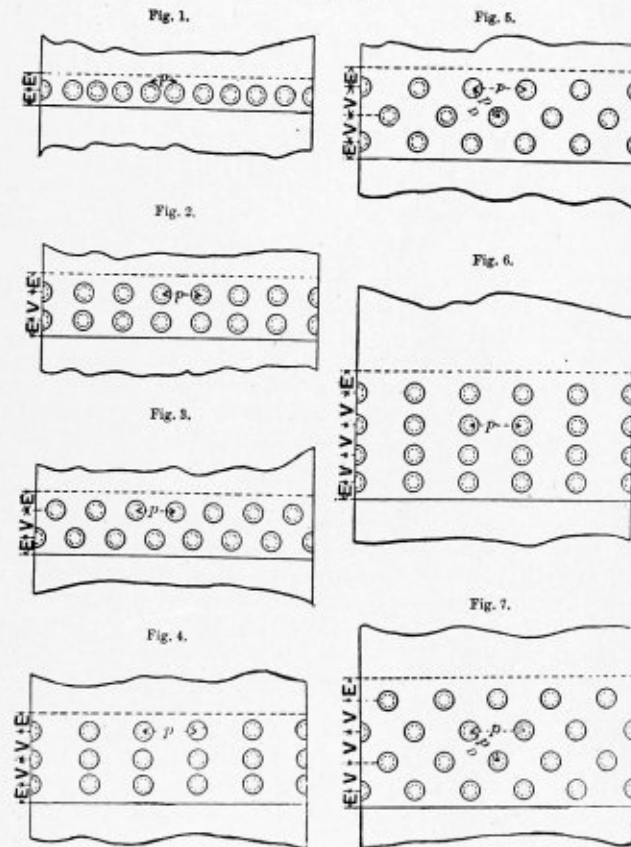 Fig. 1.
E E
p
Fig. 2.
E V E
p
Fig. 3.
E V E
p
Fig. 4.
E V V E
p
Fig. 5.
E V V E
p
p
D
Fig. 6.
E V V V E
p
Fig. 7.
E V V V E
p
p
D